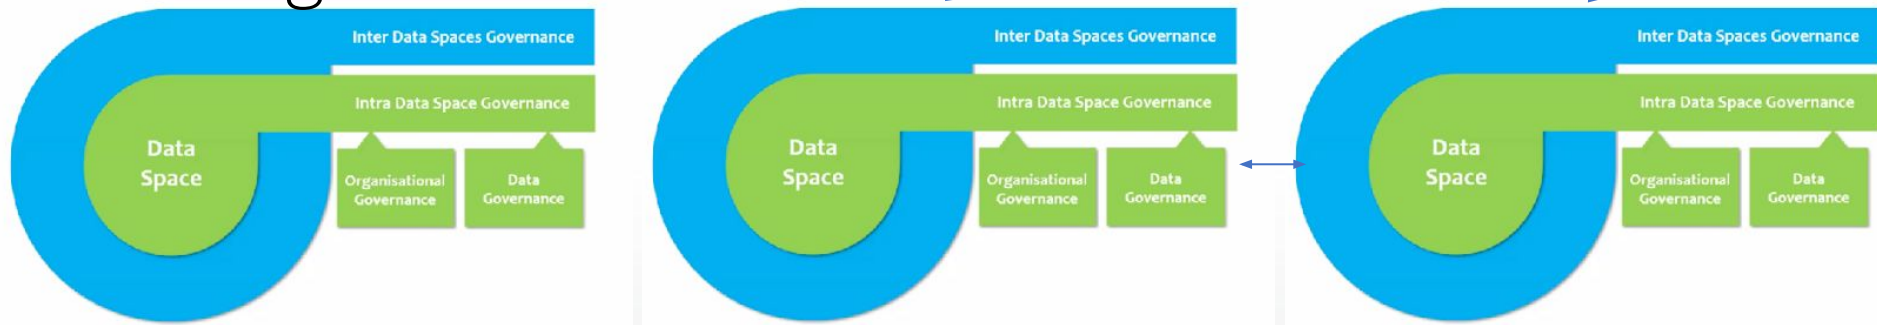 Inter Data Spaces Governance
Intra Data Space Governance
Data
Space
Organisational
Governance
Data
Governance
Inter Data Spaces Governance
Intra Data Space Governance
Data
Space
Organisational
Governance
Data
Governance
Inter Data Spaces Governance
Intra Data Space Governance
Data
Space
Organisational
Governance
Data
Governance